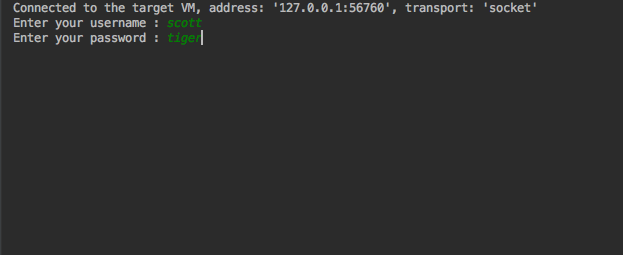 Connected to the target VM, address: '127.0.0.1:56760', transport: 'socket'
Enter your username : scott
Enter your password : tiger